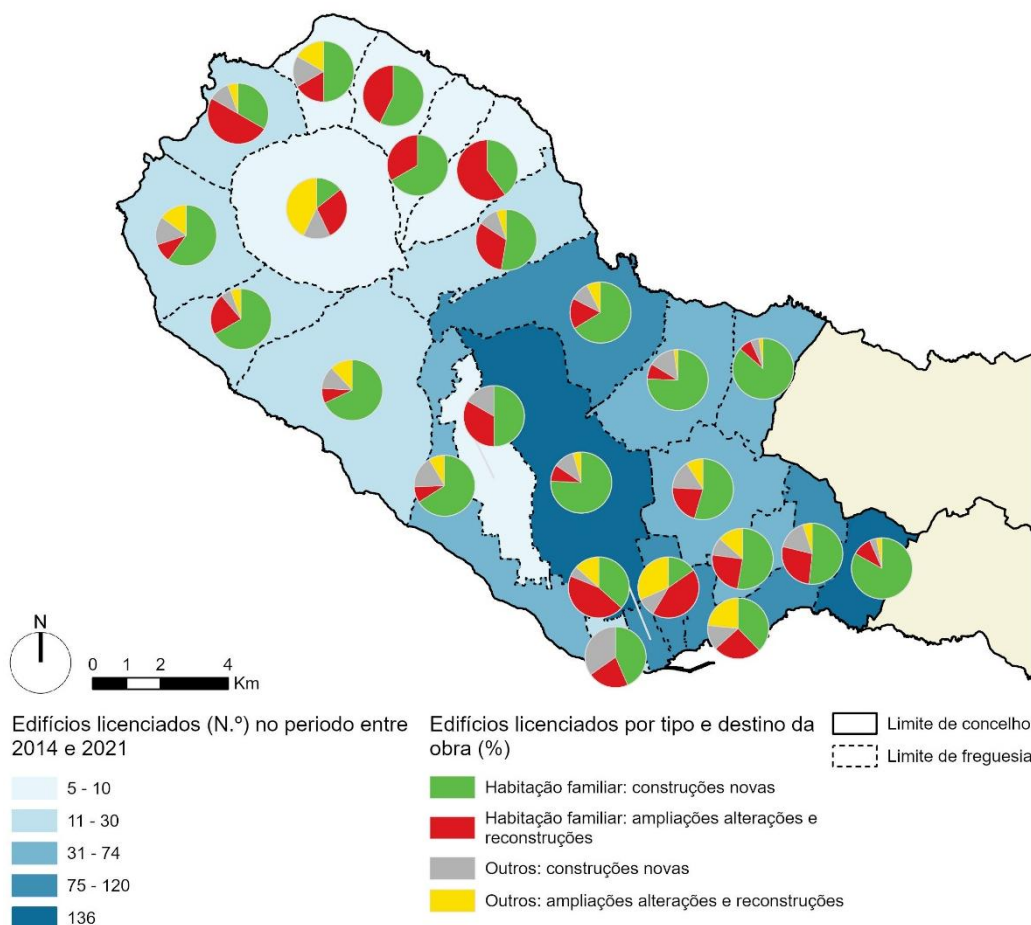 N
0 1 2 4
Km
Edifícios licenciados (N.º) no periodo entre
2014 e 2021
5 - 10
11 - 30
31 - 74
75 - 120
136
Edifícios licenciados por tipo e destino da
obra (%)
Habitação familiar: construções novas
Habitação familiar: ampliações alterações e
reconstruções
Outros: construções novas
Outros: ampliações alterações e reconstruções
Limite de concelho
Limite de freguesia